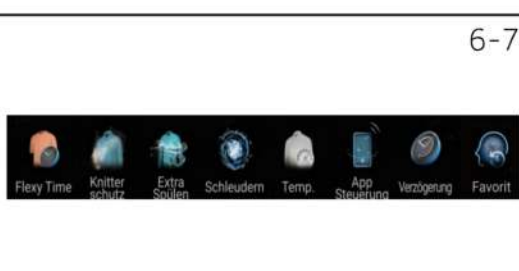 6-7
Flexy Time
Knitter
schutz
Extra
Spülen
Schleudern
Temp.
App
Steuerung
Verzögerung
Favorit